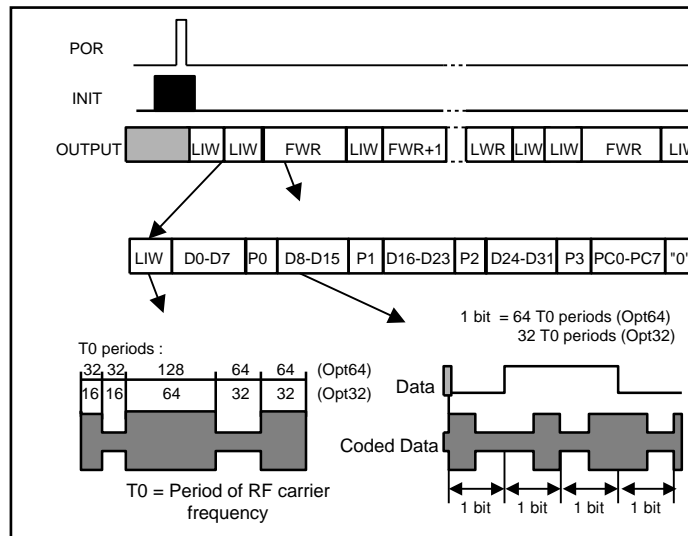 POR
INIT
OUTPUT LIW LIW FWR LIW FWR+1 LWR LIW LIW FWR LIW
LIW D0-D7 P0 D8-D15 P1 D16-D23 P2 D24-D31 P3 PC0-PC7 "0"
1 bit = 64 T0 periods (Opt64)
32 T0 periods (Opt32)
T0 periods :
32 32 128 64 64 (Opt64)
16 16 64 32 32 (Opt32)
T0 = Period of RF carrier
frequency
Data
Coded Data
1 bit 1 bit 1 bit 1 bit